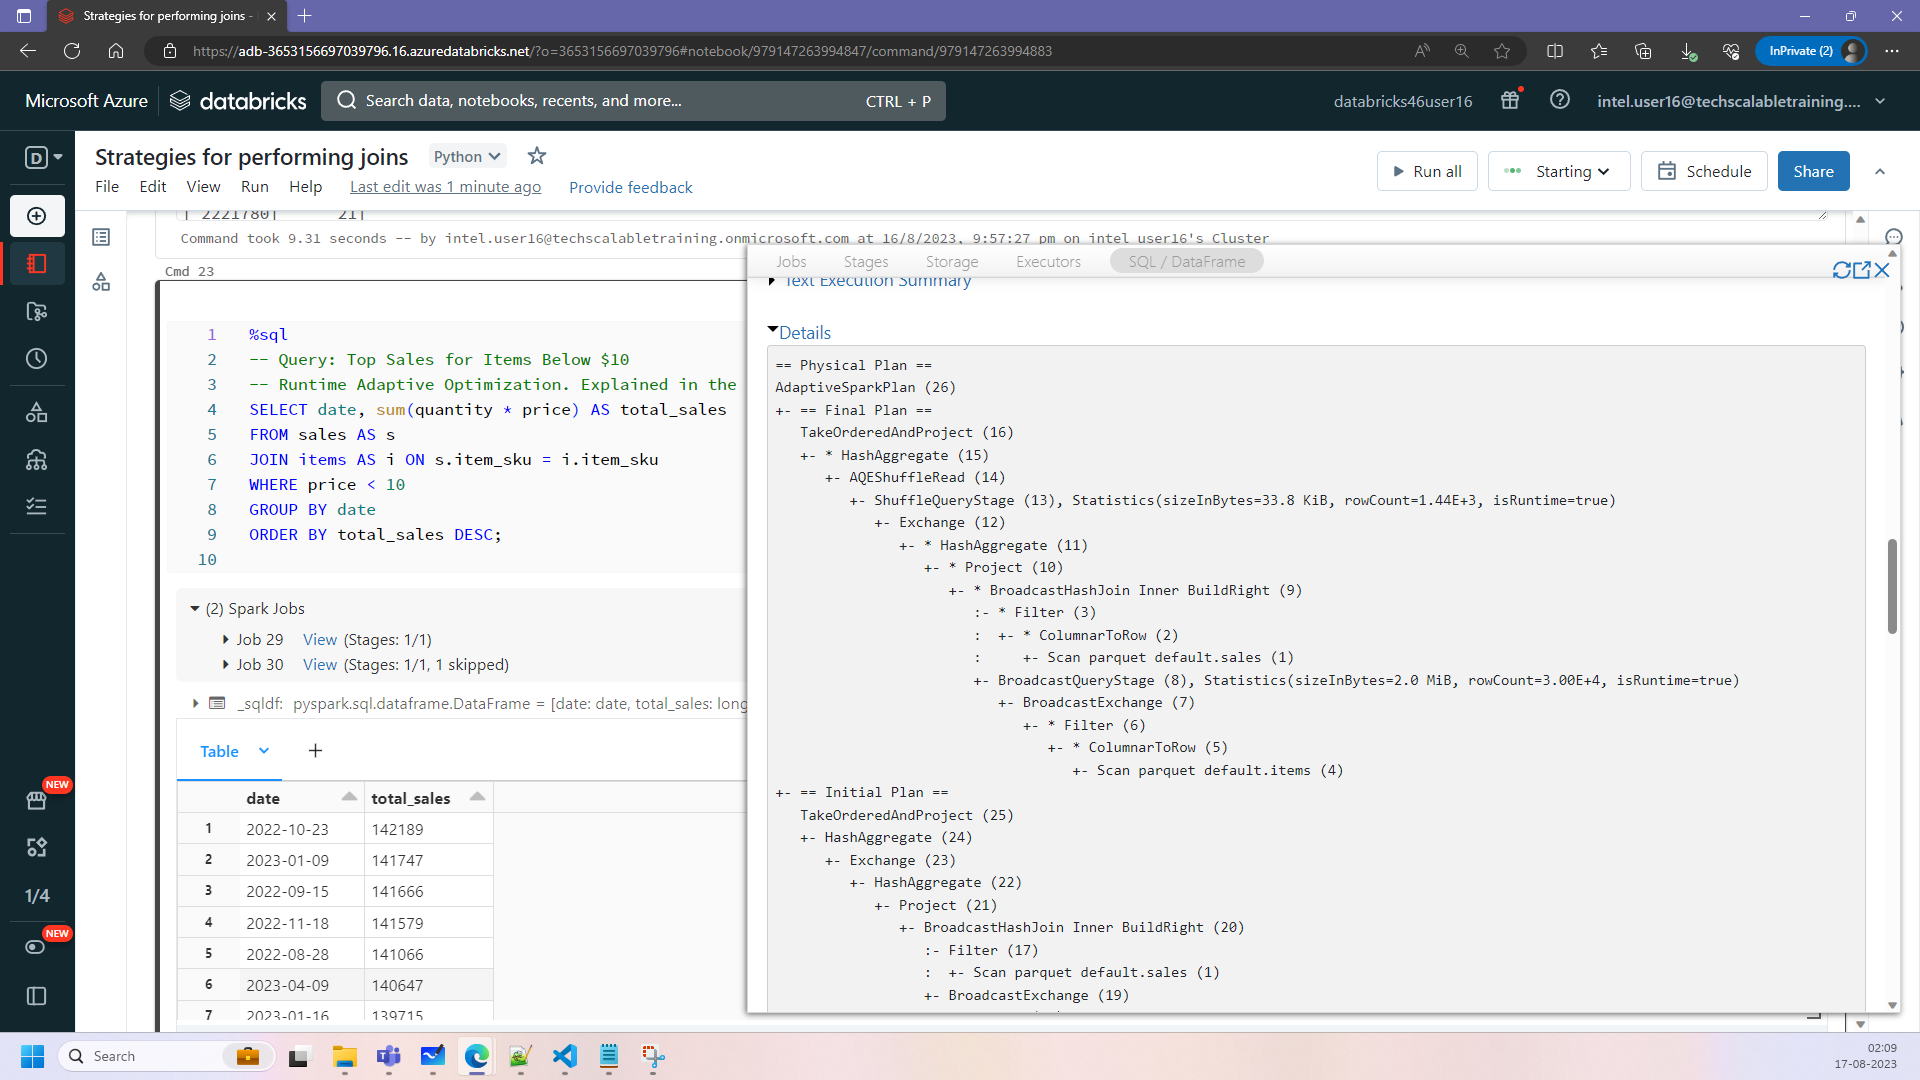 Strategies for performing joins -
https://adb-3653156697039796.16.azuredatabricks.net/?o=3653156697039796#notebook/979147263994847/command/979147263994883
InPrivate (2)
Microsoft Azure
databricks
Search data, notebooks, recents, and more...
CTRL + P
databricks46user16
intel.user16@techscalabletraining....
D
Strategies for performing joins
Python
File
Edit
View
Run
Help
Last edit was 1 minute ago
Provide feedback
Run all
Starting
Schedule
Share
| 2221780| 21|
Command took 9.31 seconds -- by intel.user16@techscalabletraining.onmicrosoft.com at 16/8/2023, 9:57:27 pm on intel user16's Cluster
Cmd 23
1 %sql
2 -- Query: Top Sales for Items Below $10
3 -- Runtime Adaptive Optimization. Explained in the
4 SELECT date, sum(quantity * price) AS total_sales
5 FROM sales AS s
6 JOIN items AS i ON s.item_sku = i.item_sku
7 WHERE price < 10
8 GROUP BY date
9 ORDER BY total_sales DESC;
10
(2) Spark Jobs
Job 29 View (Stages: 1/1)
Job 30 View (Stages: 1/1, 1 skipped)
_sqldf: pyspark.sql.dataframe.DataFrame = [date: date, total_sales: long
Table
date total_sales
1 2022-10-23 142189
2 2023-01-09 141747
3 2022-09-15 141666
4 2022-11-18 141579
5 2022-08-28 141066
6 2023-04-09 140647
7 2023-01-16 139715
Jobs
Stages
Storage
Executors
SQL / DataFrame
Text Execution Summary
Details
== Physical Plan ==
AdaptiveSparkPlan (26)
+- == Final Plan ==
   TakeOrderedAndProject (16)
   +- * HashAggregate (15)
      +- AQEShuffleRead (14)
         +- ShuffleQueryStage (13), Statistics(sizeInBytes=33.8 KiB, rowCount=1.44E+3, isRuntime=true)
            +- Exchange (12)
               +- * HashAggregate (11)
                  +- * Project (10)
                     +- * BroadcastHashJoin Inner BuildRight (9)
                        :- * Filter (3)
                        :  +- * ColumnarToRow (2)
                        :     +- Scan parquet default.sales (1)
                        +- BroadcastQueryStage (8), Statistics(sizeInBytes=2.0 MiB, rowCount=3.00E+4, isRuntime=true)
                           +- BroadcastExchange (7)
                              +- * Filter (6)
                                 +- * ColumnarToRow (5)
                                    +- Scan parquet default.items (4)
+- == Initial Plan ==
   TakeOrderedAndProject (25)
   +- HashAggregate (24)
      +- Exchange (23)
         +- HashAggregate (22)
            +- Project (21)
               +- BroadcastHashJoin Inner BuildRight (20)
                  :- Filter (17)
                  :  +- Scan parquet default.sales (1)
                  +- BroadcastExchange (19)
NEW
1/4
NEW
Search
02:09
17-08-2023